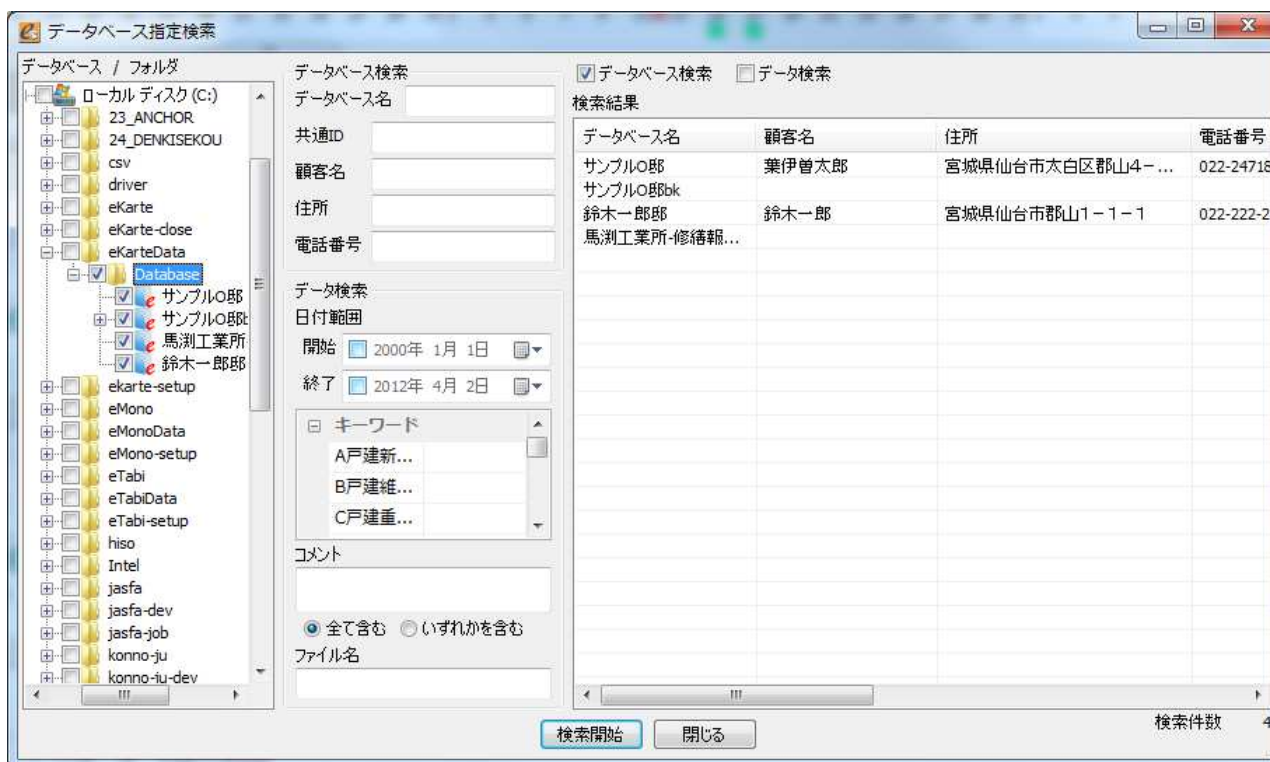 データベース指定検索
データベース / フォルダ
ローカル ディスク (C:)
23_ANCHOR
24_DENKISEKOU
csv
driver
eKarte
eKarte-close
eKarteData
Database
サンプルO邸
サンプルO邸b
馬渕工業所
鈴木一郎邸
ekarte-setup
eMono
eMonoData
eMono-setup
eTabi
eTabiData
eTabi-setup
hiso
Intel
jasfa
jasfa-dev
jasfa-job
konno-ju
konno-ju-dev
データベース検索
データベース名
共通ID
顧客名
住所
電話番号
データ検索
日付範囲
開始 2000年 1月 1日
終了 2012年 4月 2日
キーワード
A戸建新...
B戸建維...
C戸建重...
コメント
全て含む いずれかを含む
ファイル名
データベース検索 データ検索
検索結果
データベース名 顧客名 住所 電話番号
サンプルO邸 葉伊曽太郎 宮城県仙台市太白区郡山4-... 022-24718
サンプルO邸bk
鈴木一郎邸 鈴木一郎 宮城県仙台市郡山1-1-1 022-222-2
馬渕工業所-修繕報...
検索開始 閉じる
検索件数 4